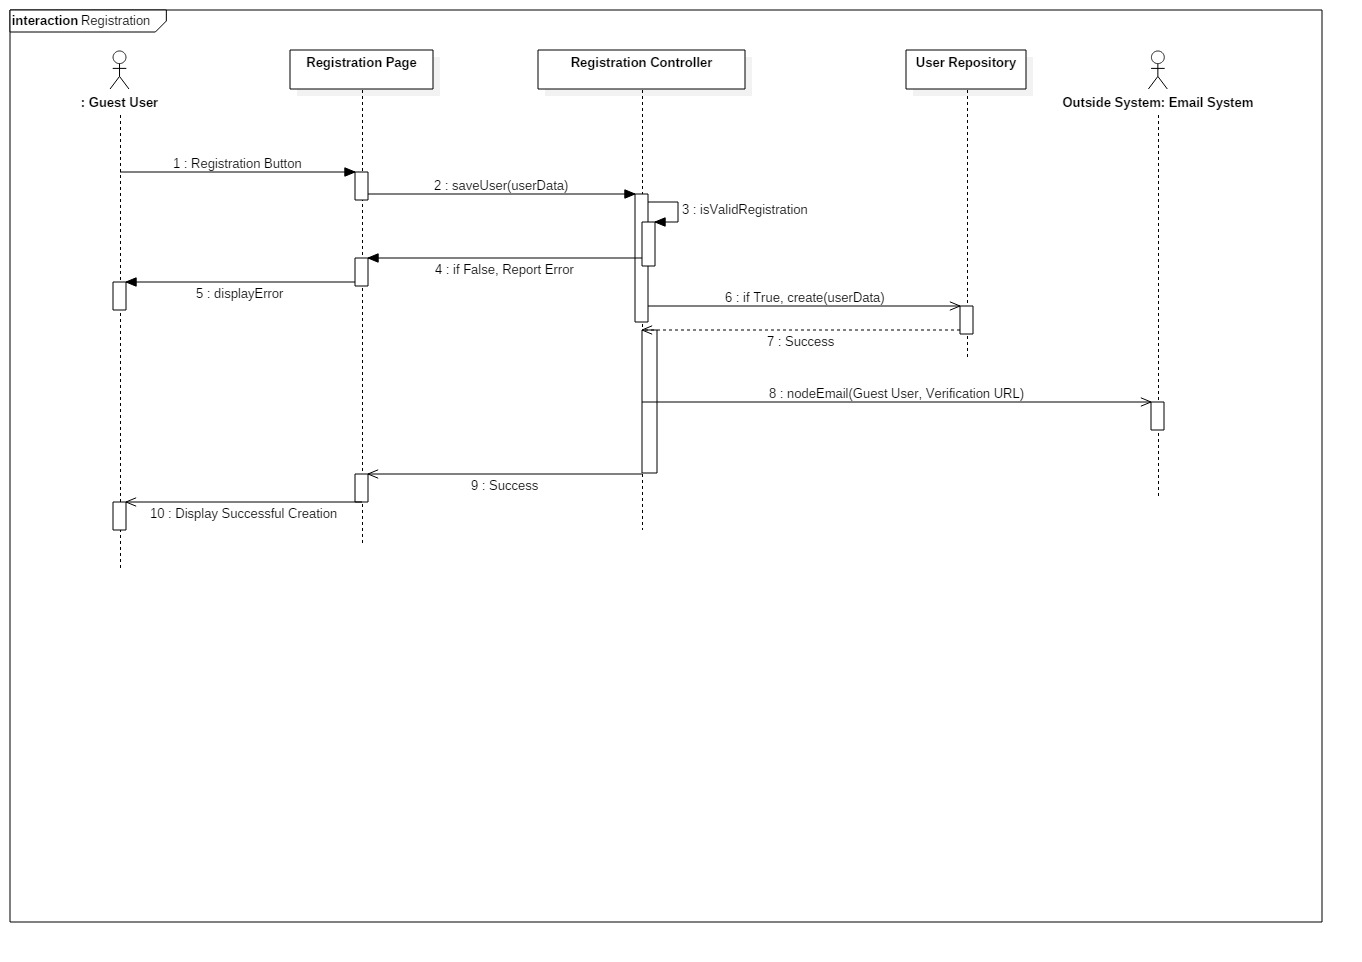 interaction Registration
Registration Page
Registration Controller
User Repository
: Guest User
Outside System: Email System
1 : Registration Button
2 : saveUser(userData)
3 : isValidRegistration
4 : if False, Report Error
5 : displayError
6 : if True, create(userData)
7 : Success
8 : nodeEmail(Guest User, Verification URL)
9 : Success
10 : Display Successful Creation